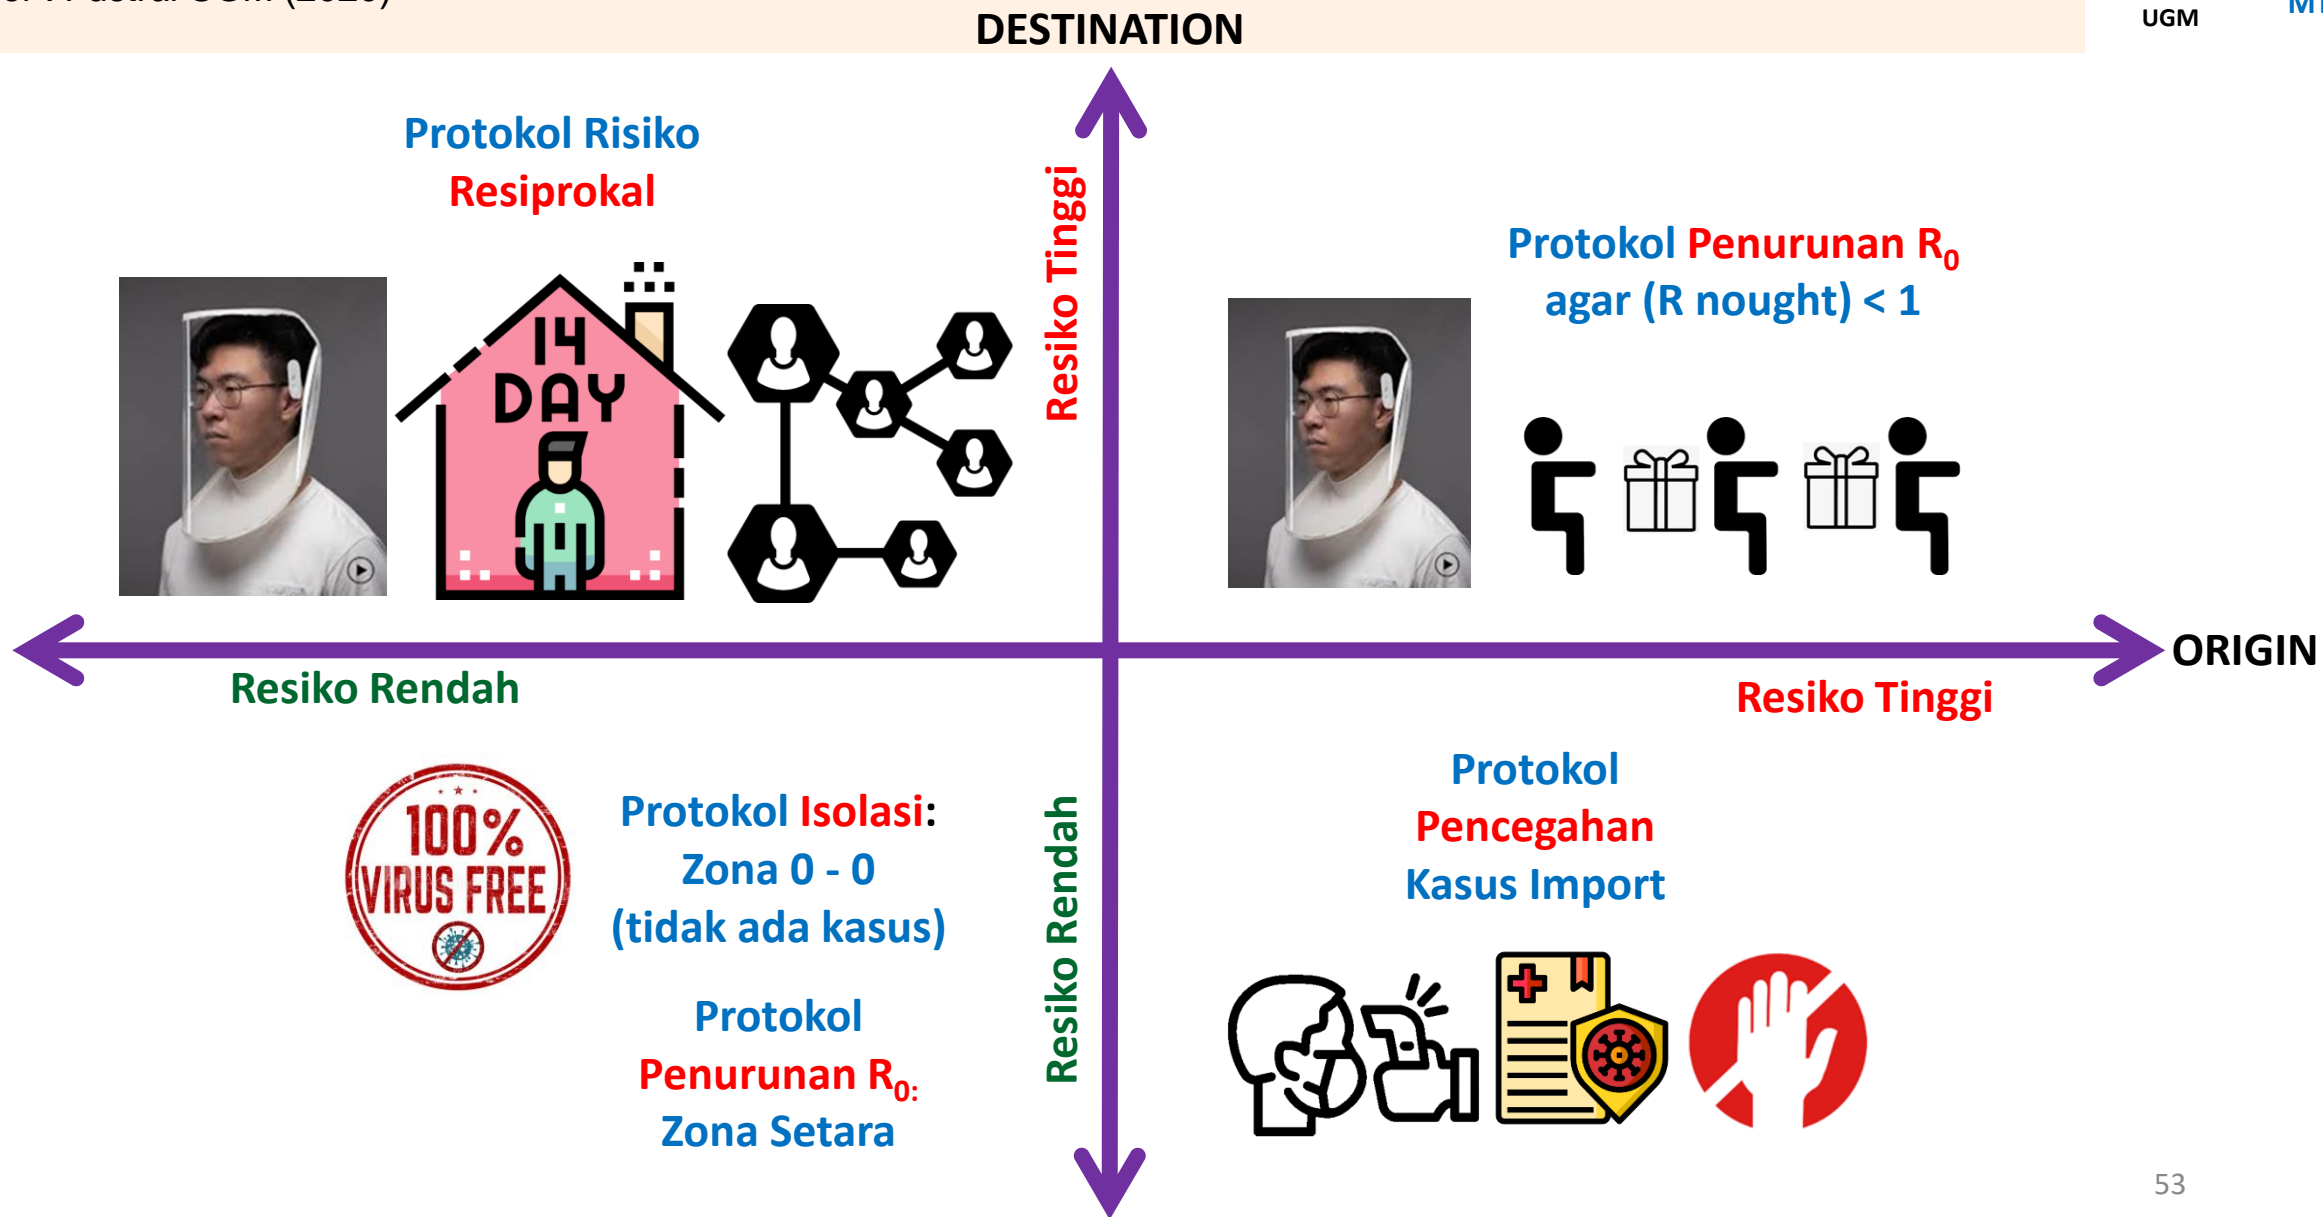 UGM (2020)
UGM
DESTINATION
Protokol Risiko
Resiprokal
14
DAY
Resiko Tinggi
Protokol Penurunan R₀
agar (R nought) < 1
ORIGIN
Resiko Rendah
Resiko Tinggi
100%
VIRUS FREE
Protokol Isolasi:
Zona 0 - 0
(tidak ada kasus)
Protokol
Penurunan R₀:
Zona Setara
Resiko Rendah
Protokol
Pencegahan
Kasus Import
53